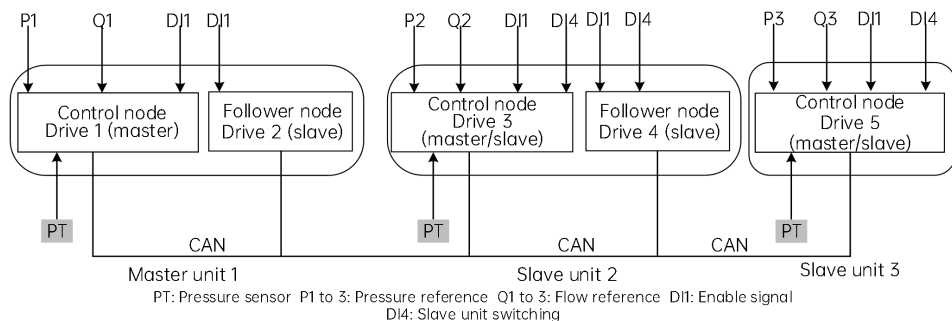 P1 Q1 DI1 DI1 P2 Q2 DI1 DI4 DI1 DI4 P3 Q3 DI1 DI4
Control node
Drive 1 (master)
Follower node
Drive 2 (slave)
Control node
Drive 3
(master/slave)
Follower node
Drive 4 (slave)
Control node
Drive 5
(master/slave)
PT
PT
PT
CAN
CAN
CAN
Master unit 1
Slave unit 2
Slave unit 3
PT: Pressure sensor P1 to 3: Pressure reference Q1 to 3: Flow reference DI1: Enable signal
DI4: Slave unit switching